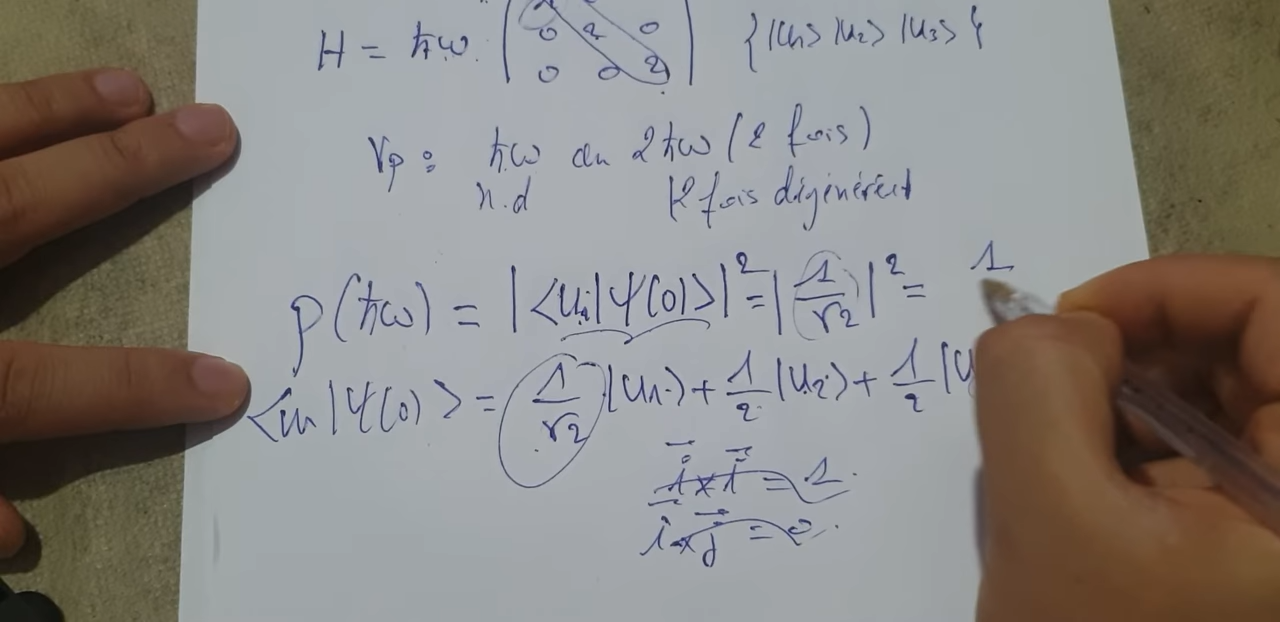 H = ħω ( 0 2 0 {|u1> |u2> |u3>}
0 0 2 )
Vp : ħω ou 2ħω (2 fois)
n.d 2 fois dégénéréct
P(ħω) = |<u1|ψ(0)>|² = |1/√2|² = 1
<u1|ψ(0)> = 1/√2 |u1> + 1/2 |u2> + 1/2 |u
i × i = 1
i × j = 0